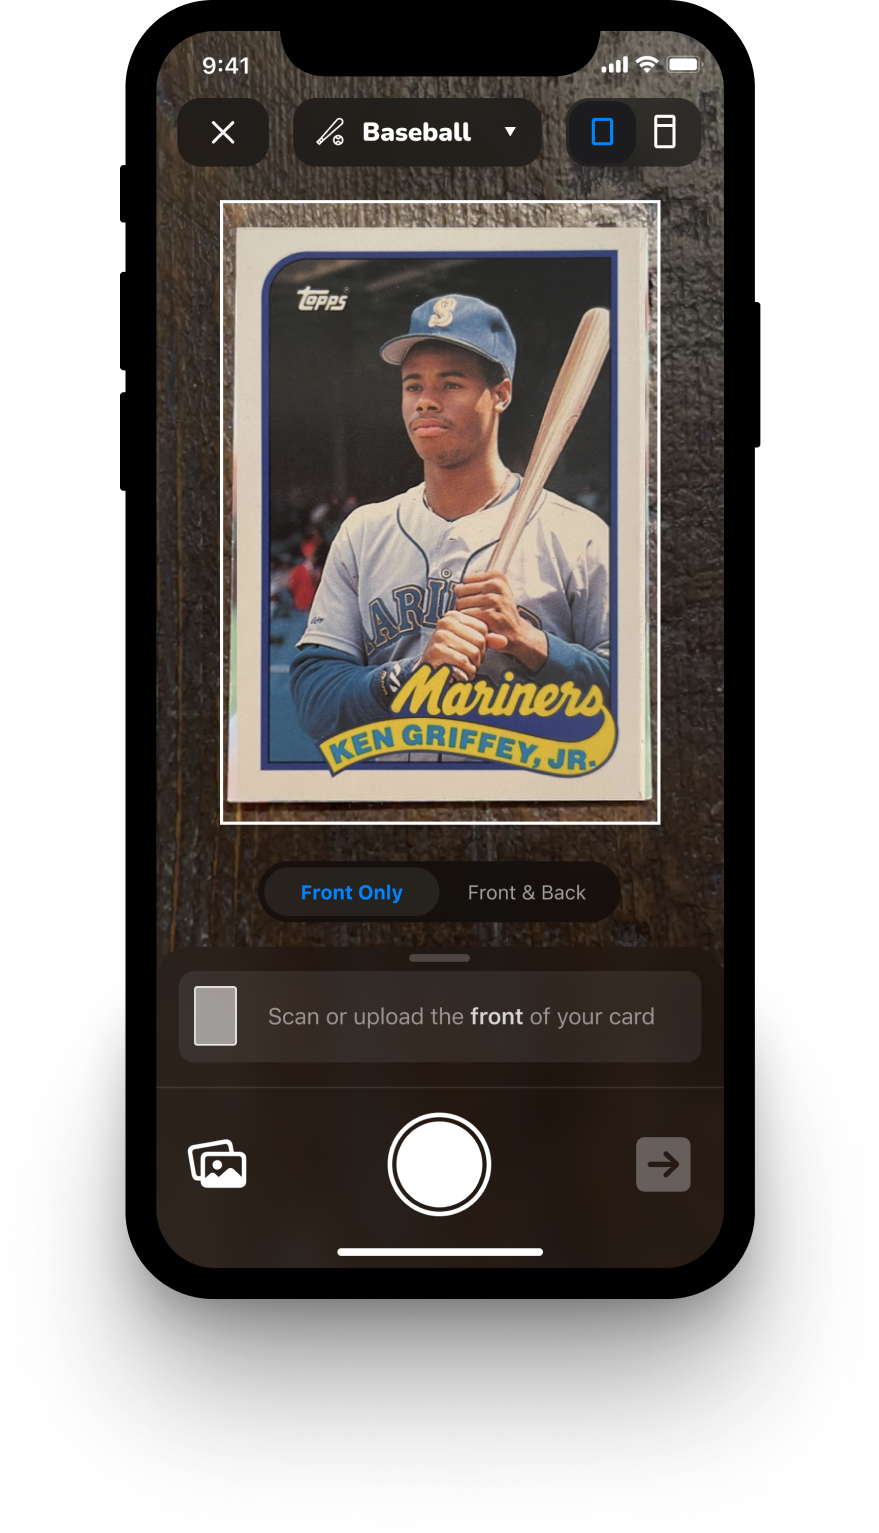 9:41
Baseball
Topps
S
Mariners
KEN GRIFFEY, JR.
Front Only
Front & Back
Scan or upload the front of your card